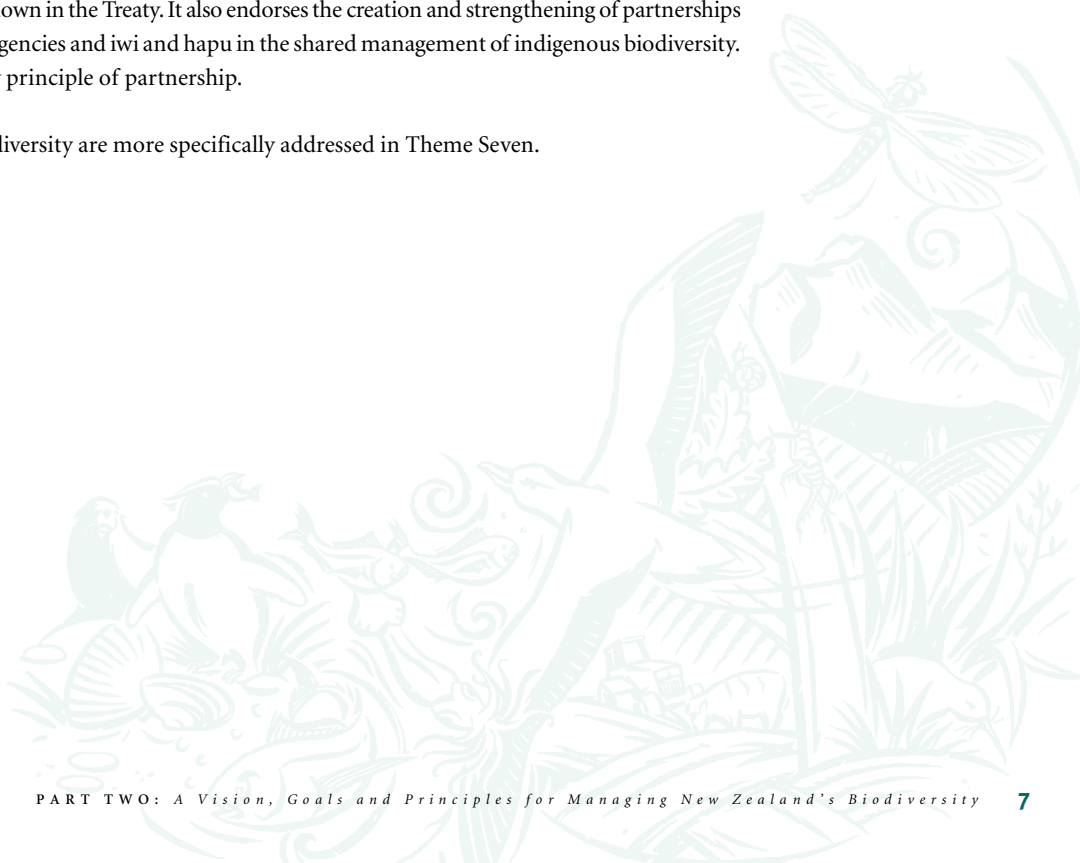 down in the Treaty. It also endorses the creation and strengthening of partnerships
gencies and iwi and hapu in the shared management of indigenous biodiversity.
principle of partnership.
diversity are more specifically addressed in Theme Seven.
PART TWO: A Vision, Goals and Principles for Managing New Zealand's Biodiversity 7